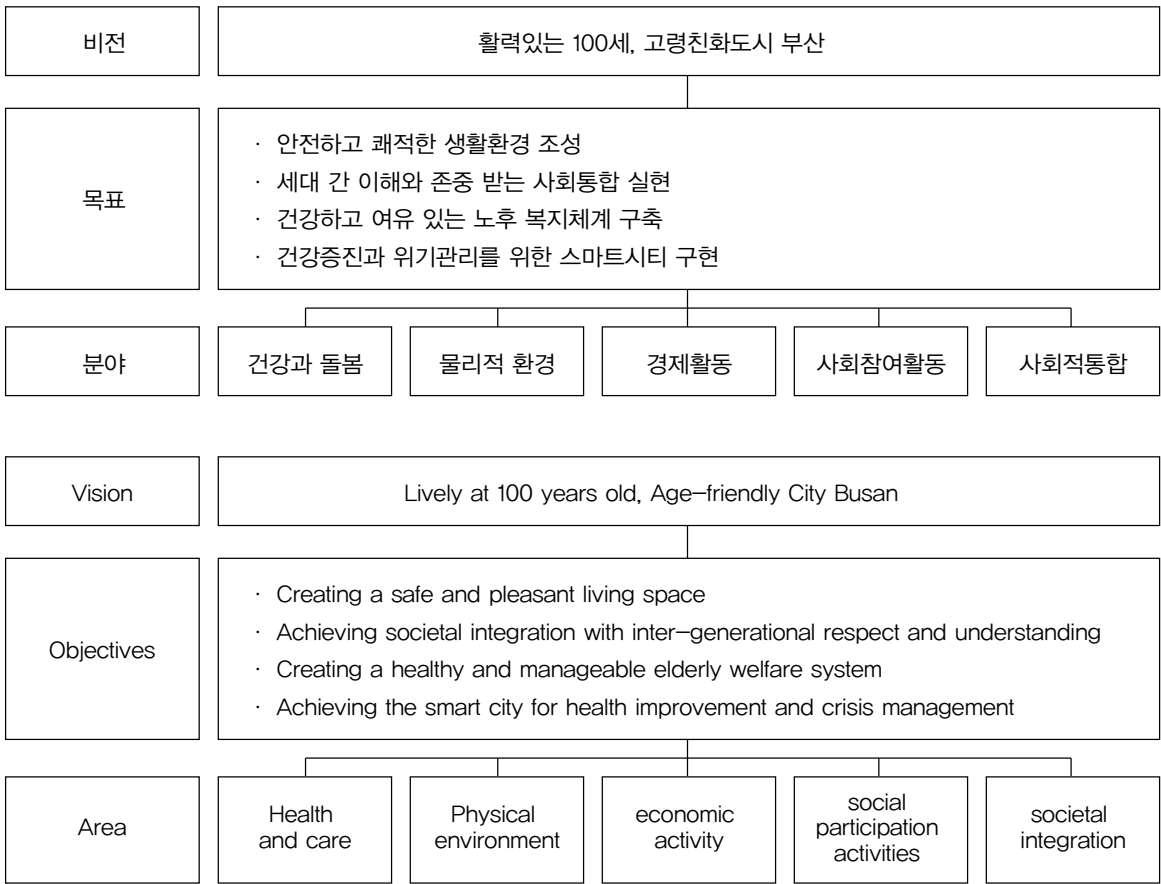 비전
활력있는 100세, 고령친화도시 부산
목표
· 안전하고 쾌적한 생활환경 조성
· 세대 간 이해와 존중 받는 사회통합 실현
· 건강하고 여유 있는 노후 복지체계 구축
· 건강증진과 위기관리를 위한 스마트시티 구현
분야
건강과 돌봄
물리적 환경
경제활동
사회참여활동
사회적통합
Vision
Lively at 100 years old, Age-friendly City Busan
Objectives
· Creating a safe and pleasant living space
· Achieving societal integration with inter-generational respect and understanding
· Creating a healthy and manageable elderly welfare system
· Achieving the smart city for health improvement and crisis management
Area
Health
and care
Physical
environment
economic
activity
social
participation
activities
societal
integration